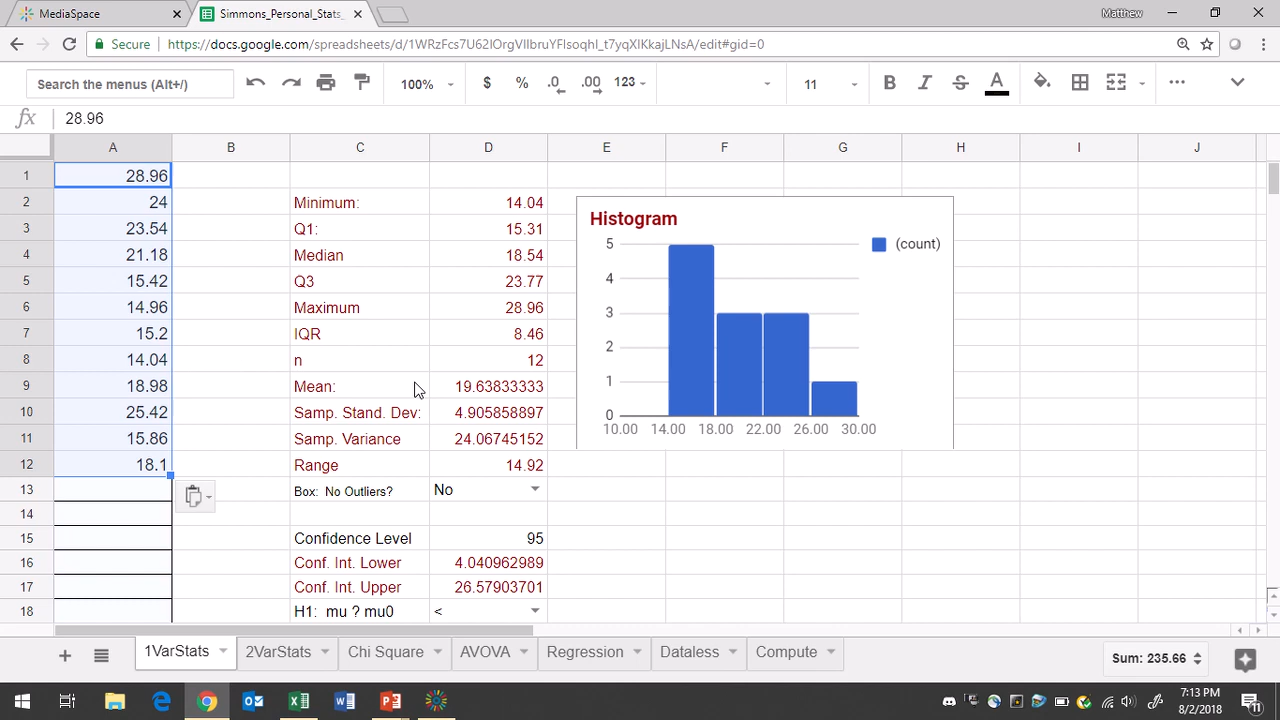 MediaSpace
Simmons_Personal_Stats_
Matthew
Secure
https://docs.google.com/spreadsheets/d/1WRzFcs7U62IOrgVIIbruYFIsoqhl_t7yqXIKkajLNsA/edit#gid=0
Search the menus (Alt+/)
100%
$
%
.0
.00
123
11
B
I
S
A
fx
28.96
A B C D E F G H I J
1 28.96
2 24 Minimum: 14.04
3 23.54 Q1: 15.31
4 21.18 Median 18.54
5 15.42 Q3 23.77
6 14.96 Maximum 28.96
7 15.2 IQR 8.46
8 14.04 n 12
9 18.98 Mean: 19.63833333
10 25.42 Samp. Stand. Dev: 4.905858897
11 15.86 Samp. Variance 24.06745152
12 18.1 Range 14.92
13 Box: No Outliers? No
14
15 Confidence Level 95
16 Conf. Int. Lower 4.040962989
17 Conf. Int. Upper 26.57903701
18 H1: mu ? mu0 <
Histogram
(count)
5
4
3
2
1
0
10.00 14.00 18.00 22.00 26.00 30.00
1VarStats
2VarStats
Chi Square
AVOVA
Regression
Dataless
Compute
Sum: 235.66
7:13 PM
8/2/2018
11